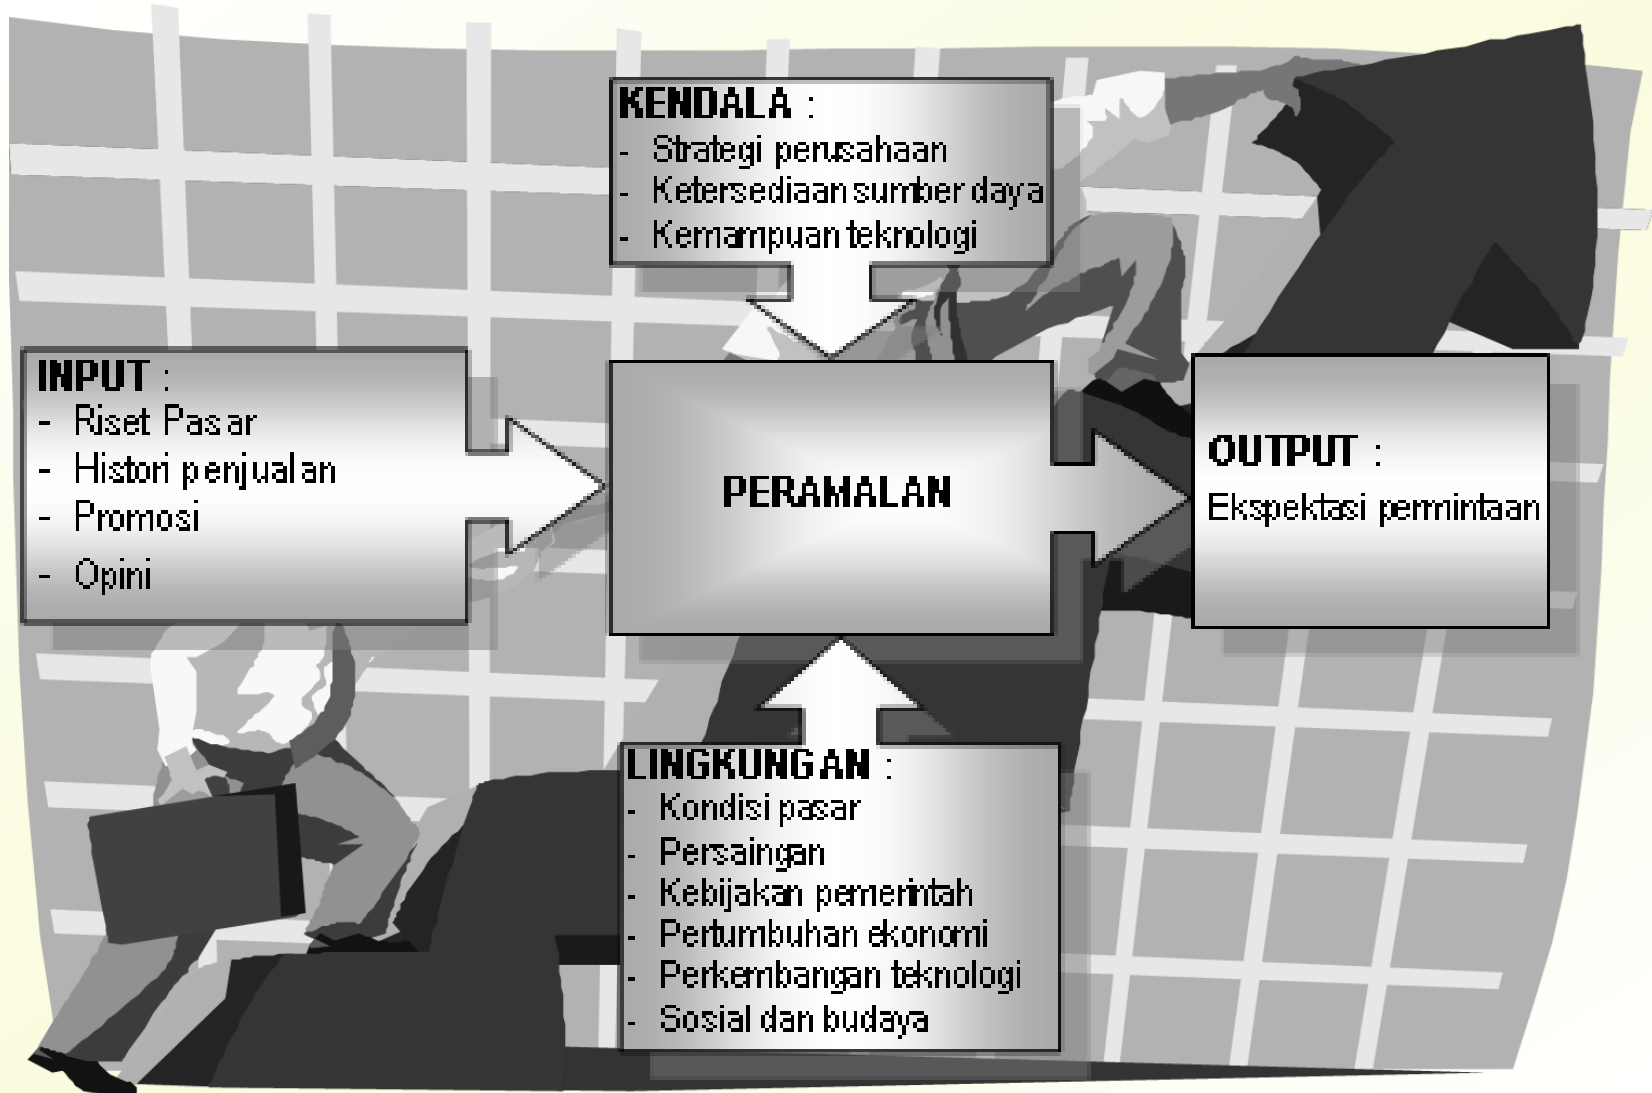 KENDALA :
- Strategi perusahaan
- Ketersediaan sumber daya
- Kemampuan teknologi
INPUT :
- Riset Pasar
- Histori penjualan
- Promosi
- Opini
PERAMALAN
OUTPUT :
Ekspektasi permintaan
LINGKUNGAN :
- Kondisi pasar
- Persaingan
- Kebijakan pemerintah
- Pertumbuhan ekonomi
- Perkembangan teknologi
- Sosial dan budaya